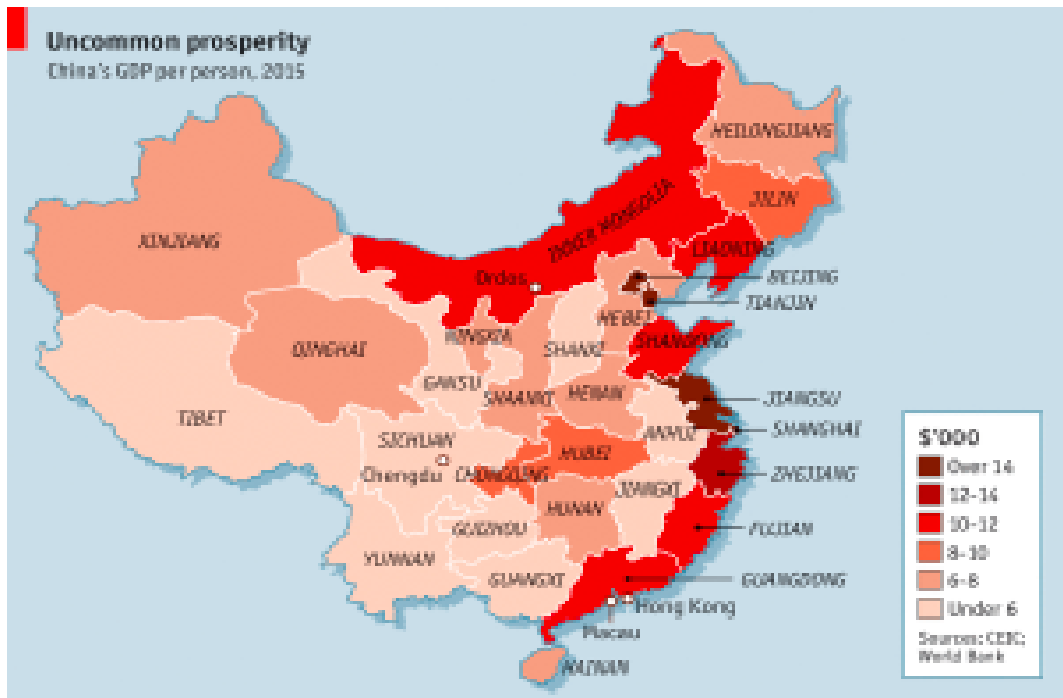 Uncommon prosperity
China's GDP per person, 2015
HEILONGJIANG
JILIN
INNER MONGOLIA
LIAONING
XINJIANG
BEIJING
Ordos
TIANJIN
HEBEI
NINGXIA
SHANDONG
SHANXI
QINGHAI
GANSU
SHAANXI
HENAN
JIANGSU
TIBET
SHANGHAI
ANHUI
SICHUAN
HUBEI
Chengdu
CHONGQING
ZHEJIANG
JIANGXI
HUNAN
GUIZHOU
FUJIAN
YUNNAN
GUANGXI
GUANGDONG
Hong Kong
Macau
HAINAN
$'000
Over 14
12-14
10-12
8-10
6-8
Under 6
Sources: CEIC;
World Bank